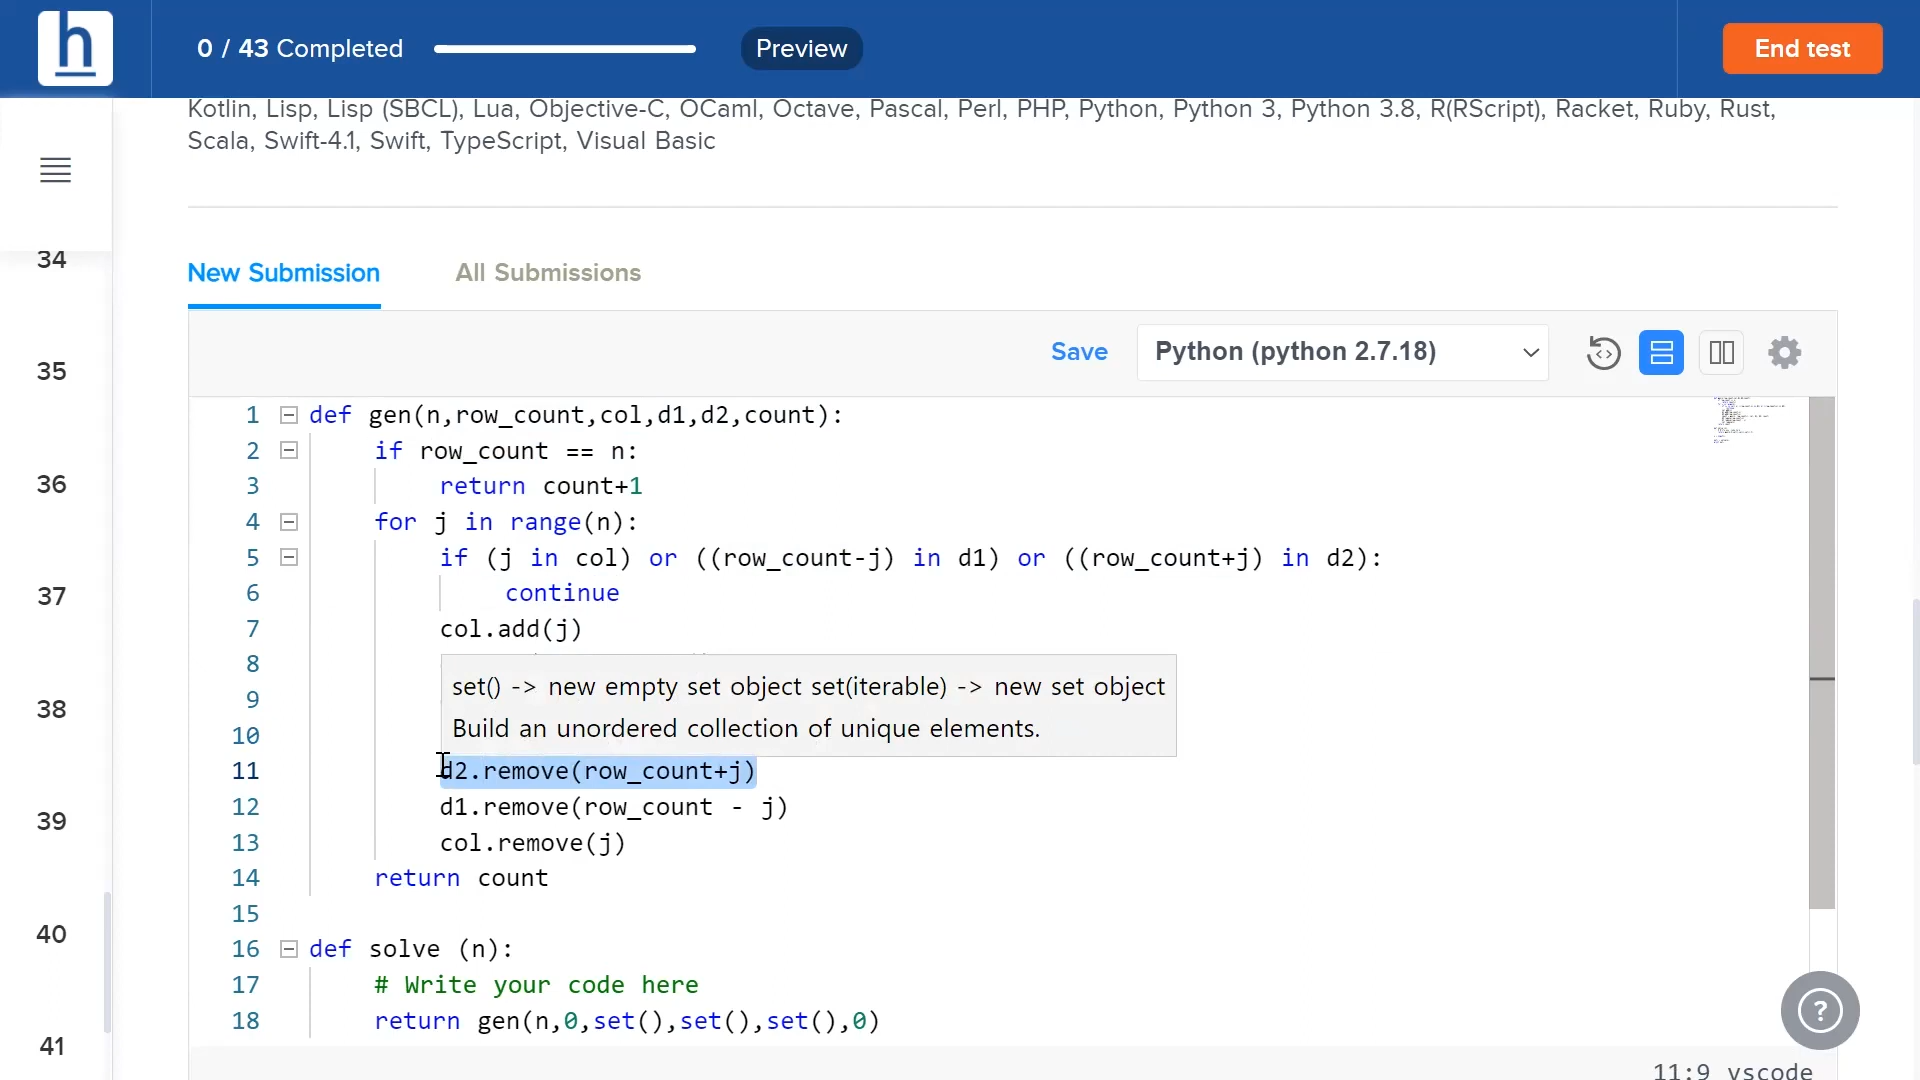 h
0 / 43 Completed
Preview
End test
Kotlin, Lisp, Lisp (SBCL), Lua, Objective-C, OCaml, Octave, Pascal, Perl, PHP, Python, Python 3, Python 3.8, R(RScript), Racket, Ruby, Rust,
Scala, Swift-4.1, Swift, TypeScript, Visual Basic
34
35
36
37
38
39
40
41
New Submission
All Submissions
Save
Python (python 2.7.18)
1 def gen(n,row_count,col,d1,d2,count):
2 if row_count == n:
3 return count+1
4 for j in range(n):
5 if (j in col) or ((row_count-j) in d1) or ((row_count+j) in d2):
6 continue
7 col.add(j)
8
9
10
set() -> new empty set object set(iterable) -> new set object
Build an unordered collection of unique elements.
11 d2.remove(row_count+j)
12 d1.remove(row_count - j)
13 col.remove(j)
14 return count
15
16 def solve (n):
17 # Write your code here
18 return gen(n,0,set(),set(),set(),0)
?
11:9 vscode